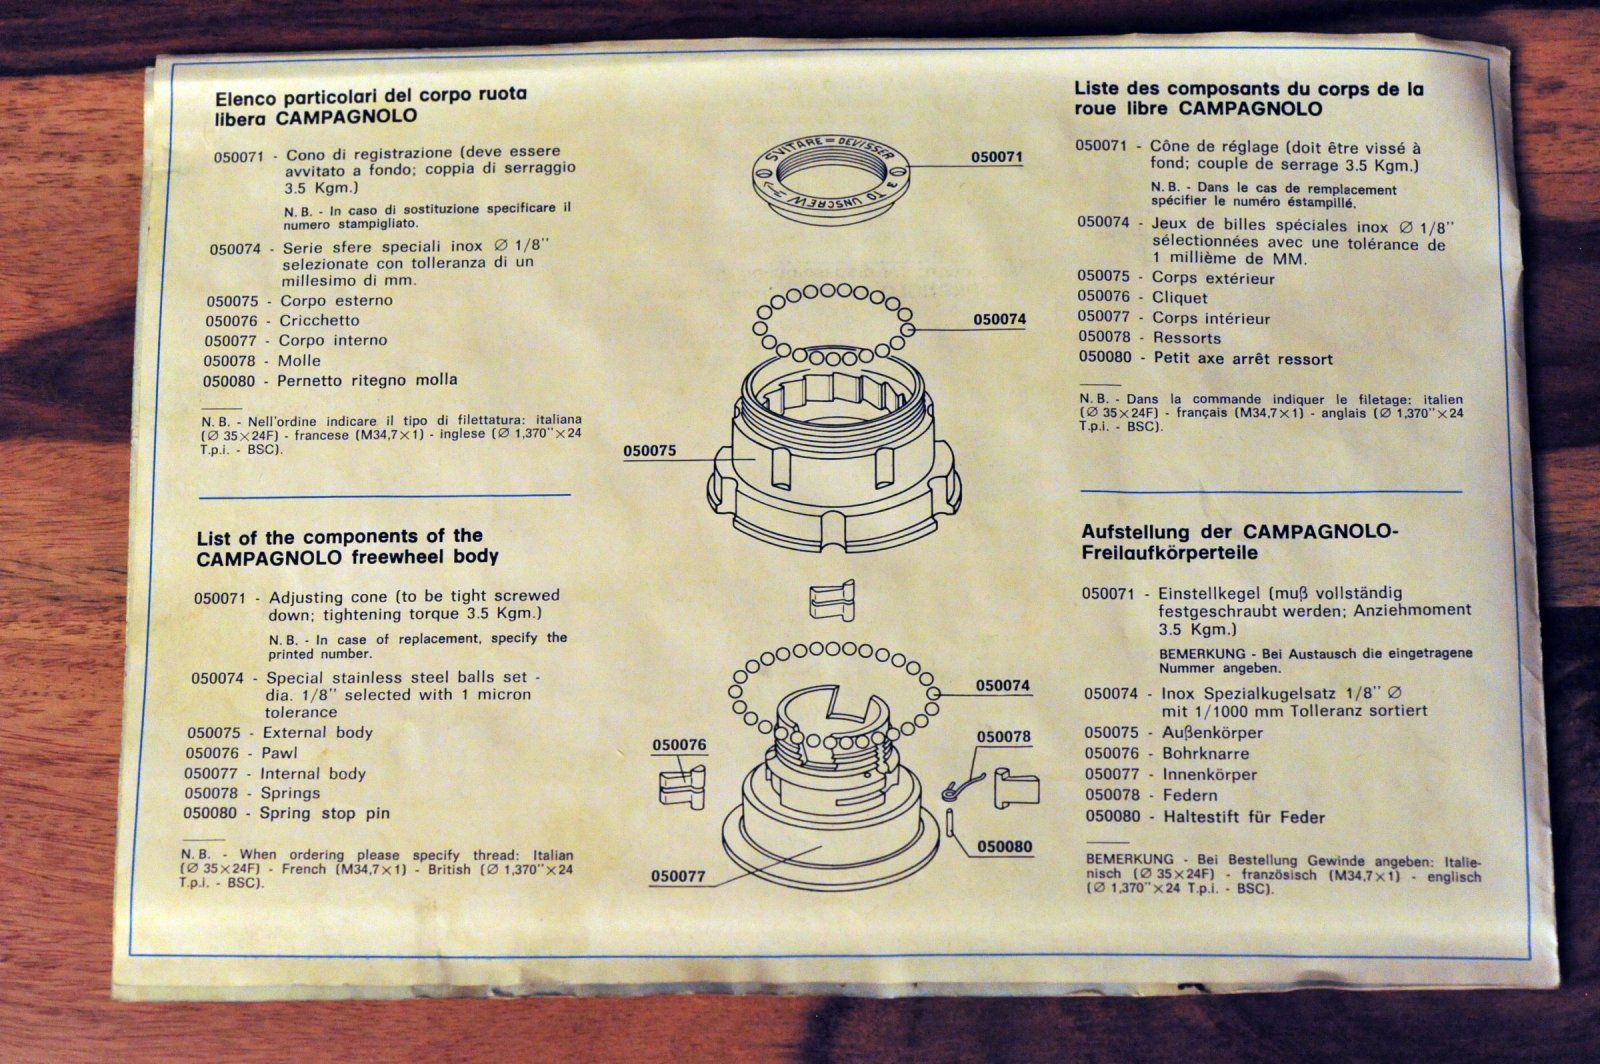 Elenco particolari del corpo ruota
libera CAMPAGNOLO
050071 - Cono di registrazione (deve essere
avvitato a fondo; coppia di serraggio
3.5 Kgm.)
N. B. - In caso di sostituzione specificare il
numero stampigliato.
050074 - Serie sfere speciali inox Ø 1/8"
selezionate con tolleranza di un
millesimo di mm.
050075 - Corpo esterno
050076 - Cricchetto
050077 - Corpo interno
050078 - Molle
050080 - Pernetto ritegno molla
N. B. - Nell'ordine indicare il tipo di filettatura: italiana
(Ø 35×24F) - francese (M34,7×1) - inglese (Ø 1,370"×24
T.p.i. - BSC).
List of the components of the
CAMPAGNOLO freewheel body
050071 - Adjusting cone (to be tight screwed
down; tightening torque 3.5 Kgm.)
N. B. - In case of replacement, specify the
printed number.
050074 - Special stainless steel balls set -
dia. 1/8" selected with 1 micron
tolerance
050075 - External body
050076 - Pawl
050077 - Internal body
050078 - Springs
050080 - Spring stop pin
N. B. - When ordering please specify thread: Italian
(Ø 35×24F) - French (M34,7×1) - British (Ø 1,370"×24
T.p.i. - BSC).
SVITARE = DEVISSER
TO UNSCREW
050071
050074
050075
050074
050076
050078
050080
050077
Liste des composants du corps de la
roue libre CAMPAGNOLO
050071 - Cône de réglage (doit être vissé à
fond; couple de serrage 3.5 Kgm.)
N. B. - Dans le cas de remplacement
spécifier le numéro éstampillé.
050074 - Jeux de billes spéciales inox Ø 1/8"
sélectionnées avec une tolérance de
1 millième de MM.
050075 - Corps extérieur
050076 - Cliquet
050077 - Corps intérieur
050078 - Ressorts
050080 - Petit axe arrêt ressort
N. B. - Dans la commande indiquer le filetage: italien
(Ø 35×24F) - français (M34,7×1) - anglais (Ø 1,370"×24
T.p.i. - BSC).
Aufstellung der CAMPAGNOLO-
Freilaufkörperteile
050071 - Einstellkegel (muß vollständig
festgeschraubt werden; Anziehmoment
3.5 Kgm.)
BEMERKUNG - Bei Austausch die eingetragene
Nummer angeben.
050074 - Inox Spezialkugelsatz 1/8" Ø
mit 1/1000 mm Tolleranz sortiert
050075 - Außenkörper
050076 - Bohrknarre
050077 - Innenkörper
050078 - Federn
050080 - Haltestift für Feder
BEMERKUNG - Bei Bestellung Gewinde angeben: Italie-
nisch (Ø 35×24F) - französisch (M34,7×1) - englisch
(Ø 1,370"×24 T.p.i. - BSC).